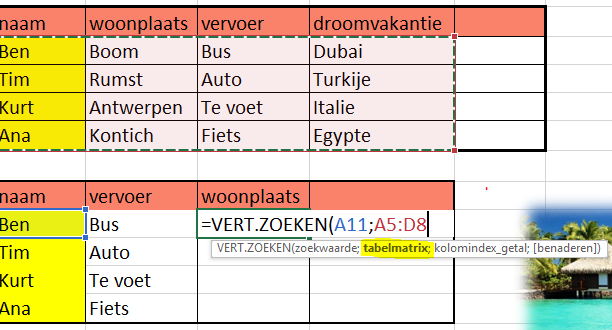 naam woonplaats vervoer droomvakantie
Ben Boom Bus Dubai
Tim Rumst Auto Turkije
Kurt Antwerpen Te voet Italie
Ana Kontich Fiets Egypte
naam vervoer woonplaats
Ben Bus =VERT.ZOEKEN(A11;A5:D8
VERT.ZOEKEN(zoekwaarde; tabelmatrix; kolomindex_getal; [benaderen])
Tim Auto
Kurt Te voet
Ana Fiets